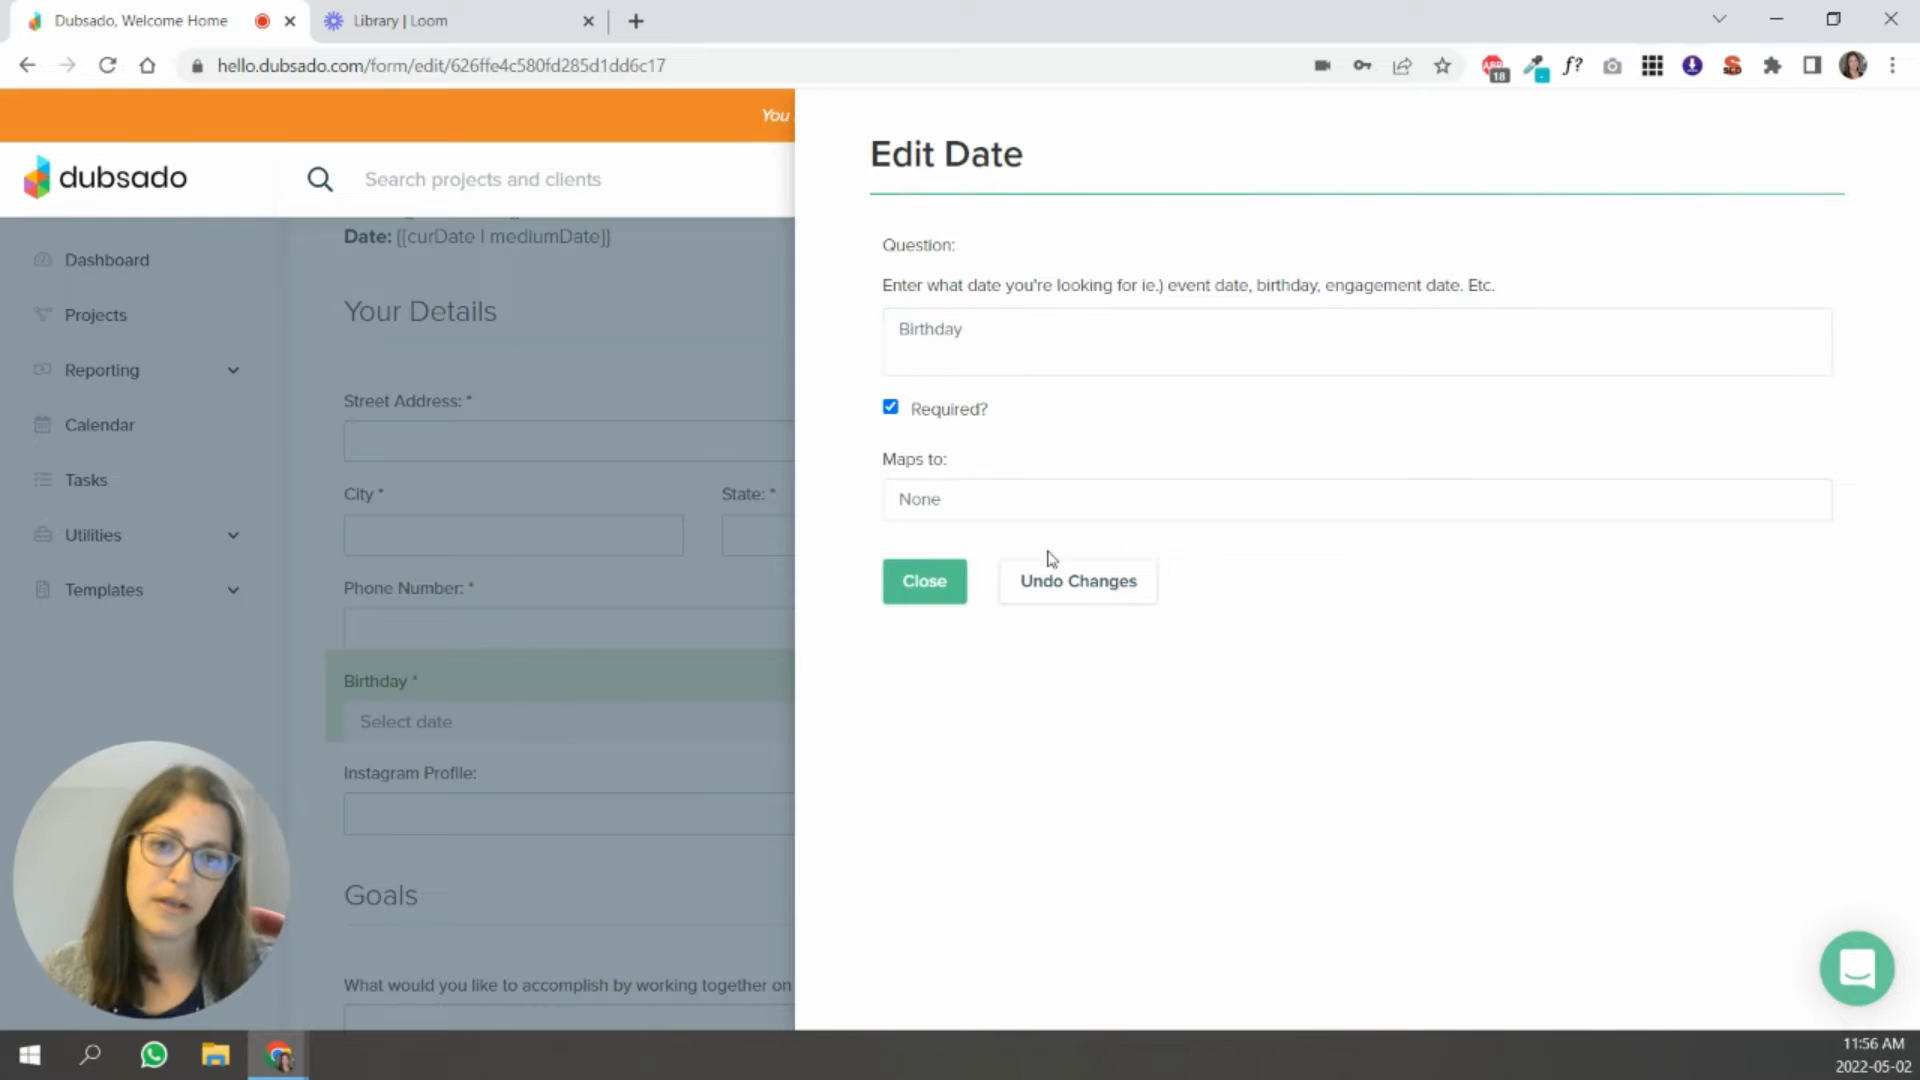 Dubsado, Welcome Home
Library | Loom
hello.dubsado.com/form/edit/626ffe4c580fd285d1dd6c17
ABP
18
f?
SEO
You
dubsado
Search projects and clients
Dashboard
Projects
Reporting
Calendar
Tasks
Utilities
Templates
Date: {{curDate | mediumDate}}
Your Details
Street Address: *
City *
State: *
Phone Number: *
Birthday *
Select date
Instagram Profile:
Goals
What would you like to accomplish by working together on
Edit Date
Question:
Enter what date you're looking for ie.) event date, birthday, engagement date. Etc.
Birthday
Required?
Maps to:
None
Close
Undo Changes
11:56 AM
2022-05-02